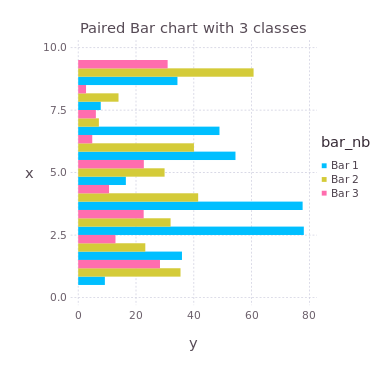 Paired Bar chart with 3 classes
10.0
7.5
5.0
2.5
0.0
x
0 20 40 60 80
y
bar_nb
Bar 1
Bar 2
Bar 3